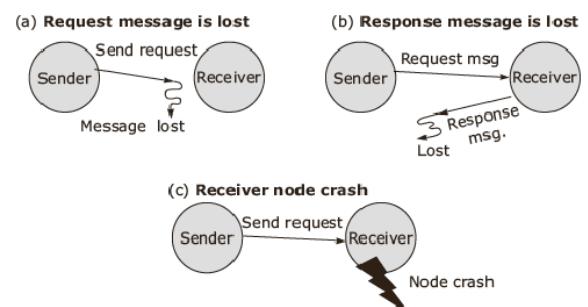 (a) Request message is lost
Send request
Sender
Receiver
Message lost
(b) Response message is lost
Request msg
Sender
Receiver
Response
msg.
Lost
(c) Receiver node crash
Send request
Sender
Receiver
Node crash